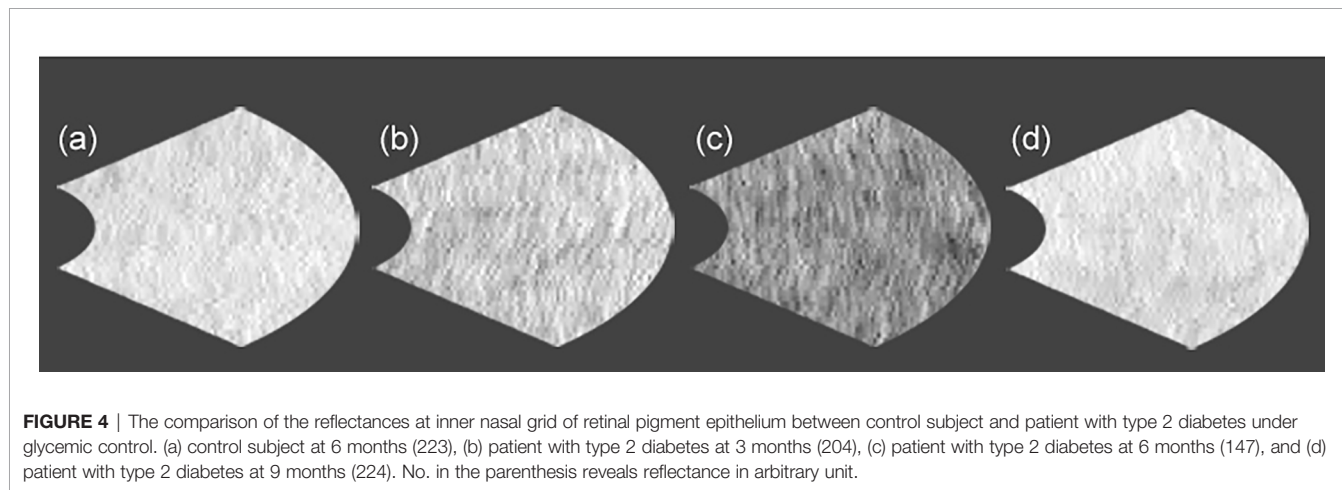 (a)
(b)
(c)
(d)
FIGURE 4 | The comparison of the reflectances at inner nasal grid of retinal pigment epithelium between control subject and patient with type 2 diabetes under
glycemic control. (a) control subject at 6 months (223), (b) patient with type 2 diabetes at 3 months (204), (c) patient with type 2 diabetes at 6 months (147), and (d)
patient with type 2 diabetes at 9 months (224). No. in the parenthesis reveals reflectance in arbitrary unit.